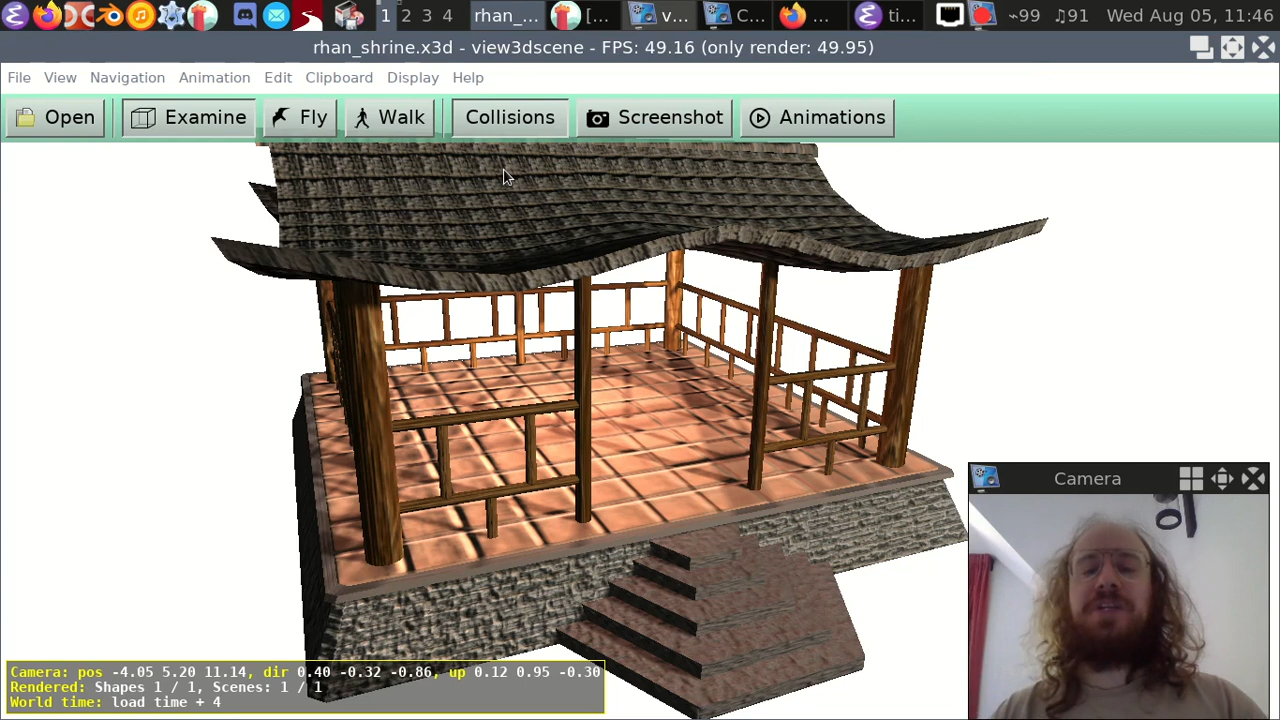 1 2 3 4 rhan_... [... v... C... ... ti... ⌁99 ♫91 Wed Aug 05, 11:46
rhan_shrine.x3d - view3dscene - FPS: 49.16 (only render: 49.95)
File View Navigation Animation Edit Clipboard Display Help
Open Examine Fly Walk Collisions Screenshot Animations
Camera
Camera: pos -4.05 5.20 11.14, dir 0.40 -0.32 -0.86, up 0.12 0.95 -0.30
Rendered: Shapes 1 / 1, Scenes: 1 / 1
World time: load time + 4